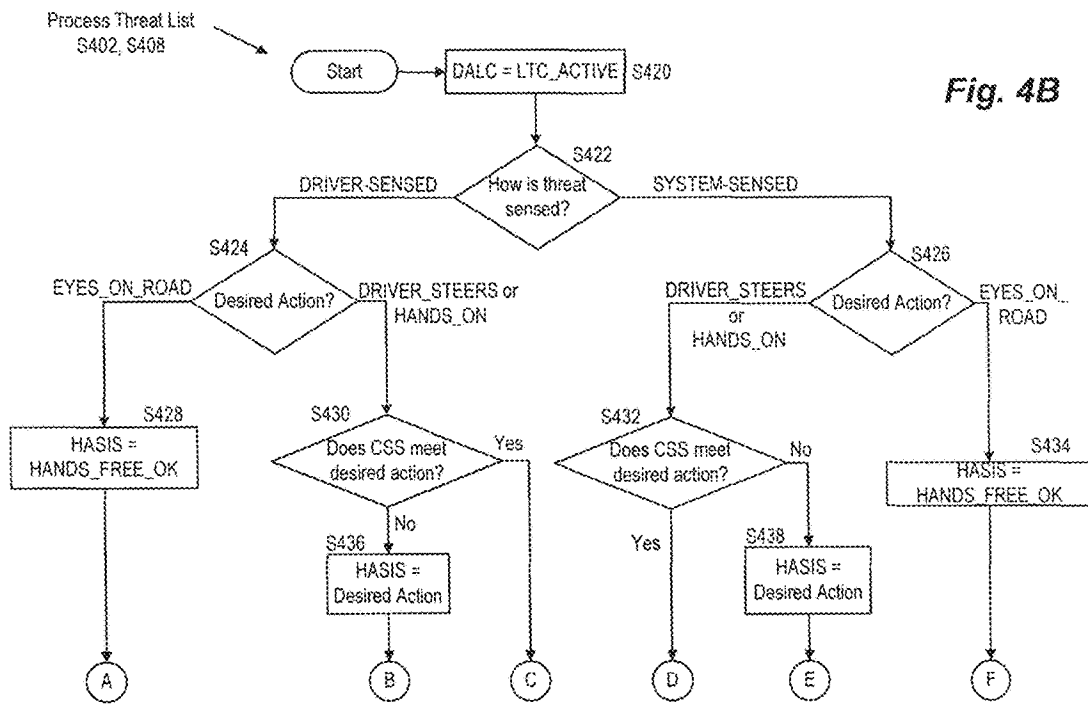 Process Threat List
S402, S408
Start
DALC = LTC_ACTIVE
S420
Fig. 4B
S422
How is threat
sensed?
DRIVER-SENSED
SYSTEM-SENSED
S424
Desired Action?
EYES_ON_ROAD
DRIVER_STEERS or
HANDS_ON
S426
Desired Action?
DRIVER_STEERS
or
HANDS_ON
EYES_ON_
ROAD
S428
HASIS =
HANDS_FREE_OK
S430
Does CSS meet
desired action?
Yes
No
S432
Does CSS meet
desired action?
No
Yes
S434
HASIS =
HANDS_FREE_OK
S436
HASIS =
Desired Action
S438
HASIS =
Desired Action
A
B
C
D
E
F